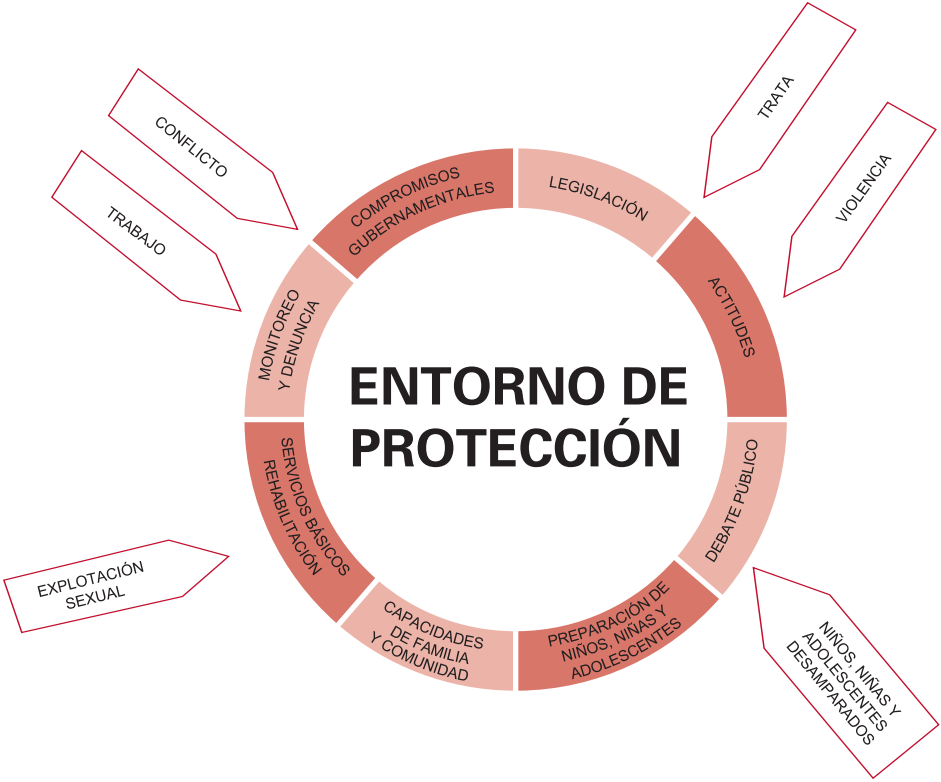 TRATA
CONFLICTO
VIOLENCIA
TRABAJO
COMPROMISOS
GUBERNAMENTALES
LEGISLACIÓN
ACTITUDES
MONITOREO
Y DENUNCIA
ENTORNO DE
PROTECCIÓN
DEBATE PÚBLICO
SERVICIOS BÁSICOS
REHABILITACIÓN
EXPLOTACIÓN
SEXUAL
CAPACIDADES
DE FAMILIA
Y COMUNIDAD
PREPARACIÓN DE
NIÑOS, NIÑAS Y
ADOLESCENTES
NIÑOS, NIÑAS Y
ADOLESCENTES
DESAMPARADOS